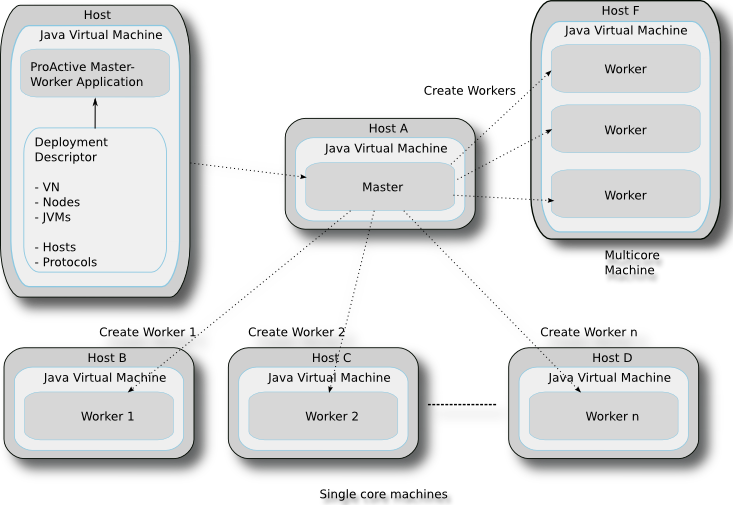 Host
Java Virtual Machine
ProActive Master-
Worker Application
Deployment
Descriptor
- VN
- Nodes
- JVMs
- Hosts
- Protocols
Host A
Java Virtual Machine
Master
Create Workers
Host F
Java Virtual Machine
Worker
Worker
Worker
Multicore
Machine
Create Worker 1
Host B
Java Virtual Machine
Worker 1
Create Worker 2
Host C
Java Virtual Machine
Worker 2
Create Worker n
Host D
Java Virtual Machine
Worker n
Single core machines